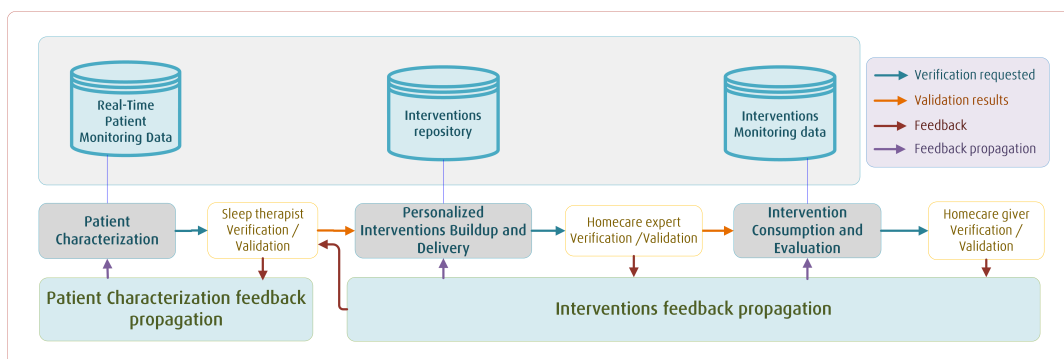 Real-Time
Patient
Monitoring Data
Interventions
repository
Interventions
Monitoring data
Verification requested
Validation results
Feedback
Feedback propagation
Patient
Characterization
Sleep therapist
Verification /
Validation
Personalized
Interventions Buildup and
Delivery
Homecare expert
Verification /Validation
Intervention
Consumption and
Evaluation
Homecare giver
Verification /
Validation
Patient Characterization feedback
propagation
Interventions feedback propagation